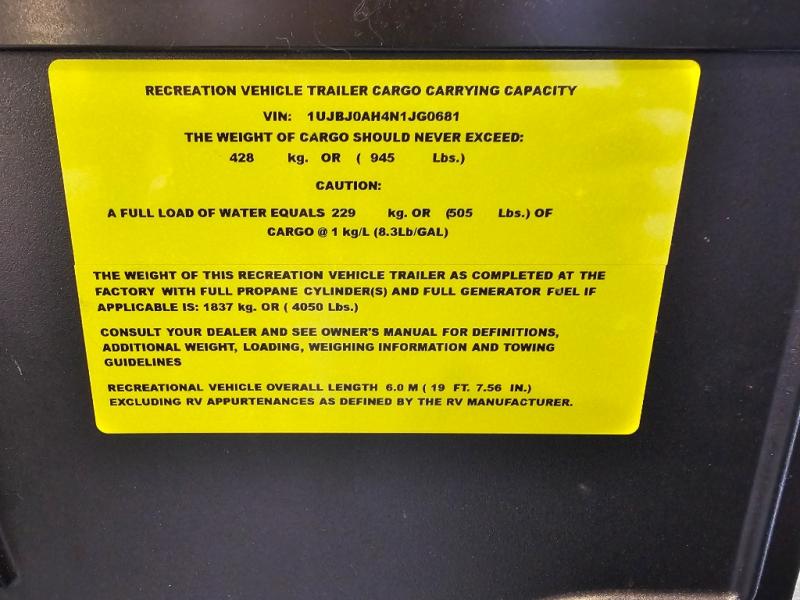 RECREATION VEHICLE TRAILER CARGO CARRYING CAPACITY
VIN: 1UJBJ0AH4N1JG0681
THE WEIGHT OF CARGO SHOULD NEVER EXCEED:
428 kg. OR ( 945 Lbs.)
CAUTION:
A FULL LOAD OF WATER EQUALS 229 kg. OR (505 Lbs.) OF
CARGO @ 1 kg/L (8.3Lb/GAL)
THE WEIGHT OF THIS RECREATION VEHICLE TRAILER AS COMPLETED AT THE
FACTORY WITH FULL PROPANE CYLINDER(S) AND FULL GENERATOR FUEL IF
APPLICABLE IS: 1837 kg. OR ( 4050 Lbs.)
CONSULT YOUR DEALER AND SEE OWNER'S MANUAL FOR DEFINITIONS,
ADDITIONAL WEIGHT, LOADING, WEIGHING INFORMATION AND TOWING
GUIDELINES
RECREATIONAL VEHICLE OVERALL LENGTH 6.0 M ( 19 FT. 7.56 IN.)
EXCLUDING RV APPURTENANCES AS DEFINED BY THE RV MANUFACTURER.